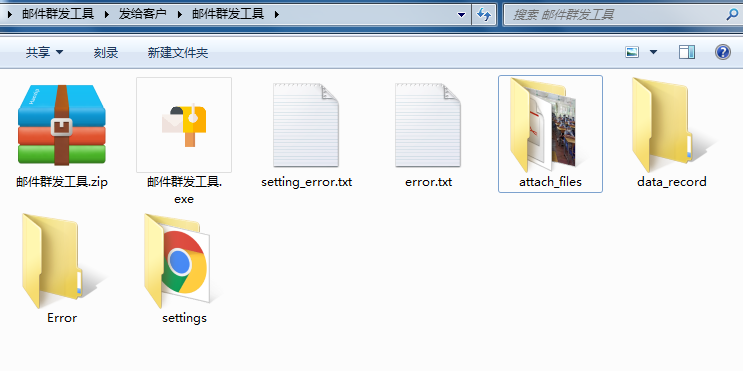 邮件群发工具 发给客户 邮件群发工具 搜索 邮件群发工具
共享 刻录 新建文件夹
邮件群发工具.zip
邮件群发工具.
exe
setting_error.txt
error.txt
attach_files
data_record
Error
settings